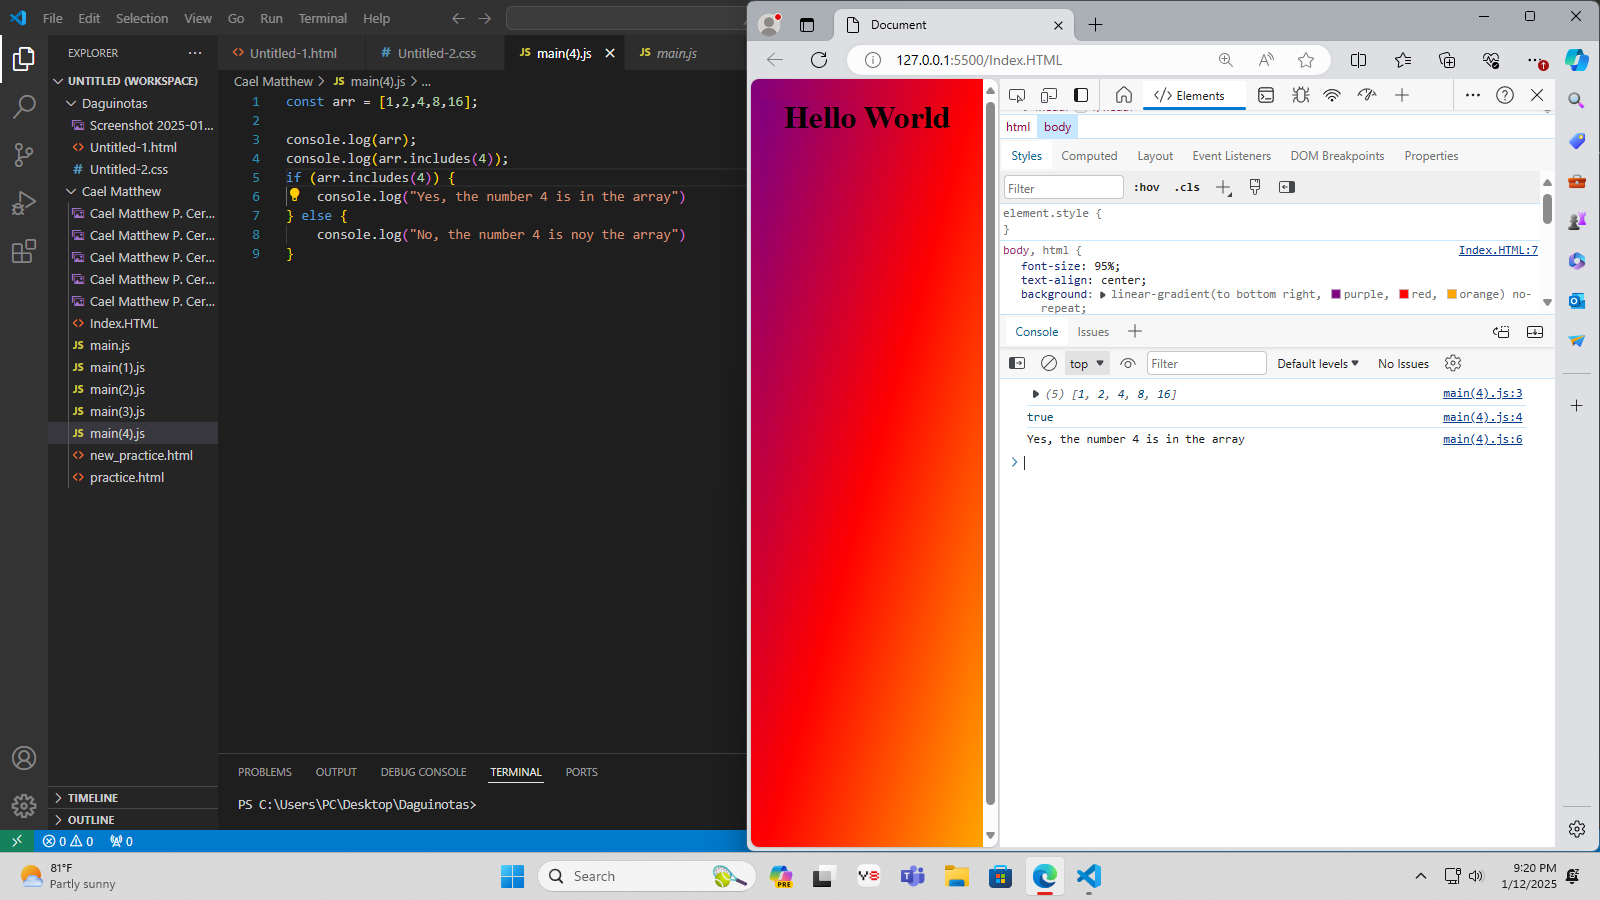 File Edit Selection View Go Run Terminal Help
EXPLORER
UNTITLED (WORKSPACE)
Daguinotas
Screenshot 2025-01...
Untitled-1.html
Untitled-2.css
Cael Matthew
Cael Matthew P. Cer...
Cael Matthew P. Cer...
Cael Matthew P. Cer...
Cael Matthew P. Cer...
Cael Matthew P. Cer...
Index.HTML
JS main.js
JS main(1).js
JS main(2).js
JS main(3).js
JS main(4).js
new_practice.html
practice.html
TIMELINE
OUTLINE
Untitled-1.html # Untitled-2.css JS main(4).js JS main.js
Cael Matthew > JS main(4).js > ...
1 const arr = [1,2,4,8,16];
2
3 console.log(arr);
4 console.log(arr.includes(4));
5 if (arr.includes(4)) {
6 console.log("Yes, the number 4 is in the array")
7 } else {
8 console.log("No, the number 4 is noy the array")
9 }
PROBLEMS OUTPUT DEBUG CONSOLE TERMINAL PORTS
PS C:\Users\PC\Desktop\Daguinotas>
0 0 0
Document
127.0.0.1:5500/Index.HTML
Hello World
Elements
html body
Styles Computed Layout Event Listeners DOM Breakpoints Properties
Filter :hov .cls
element.style {
}
body, html { Index.HTML:7
font-size: 95%;
text-align: center;
background: linear-gradient(to bottom right, purple, red, orange) no-
repeat;
Console Issues
top Filter Default levels No Issues
(5) [1, 2, 4, 8, 16] main(4).js:3
true main(4).js:4
Yes, the number 4 is in the array main(4).js:6
81°F
Partly sunny
Search
PRE
9:20 PM
1/12/2025